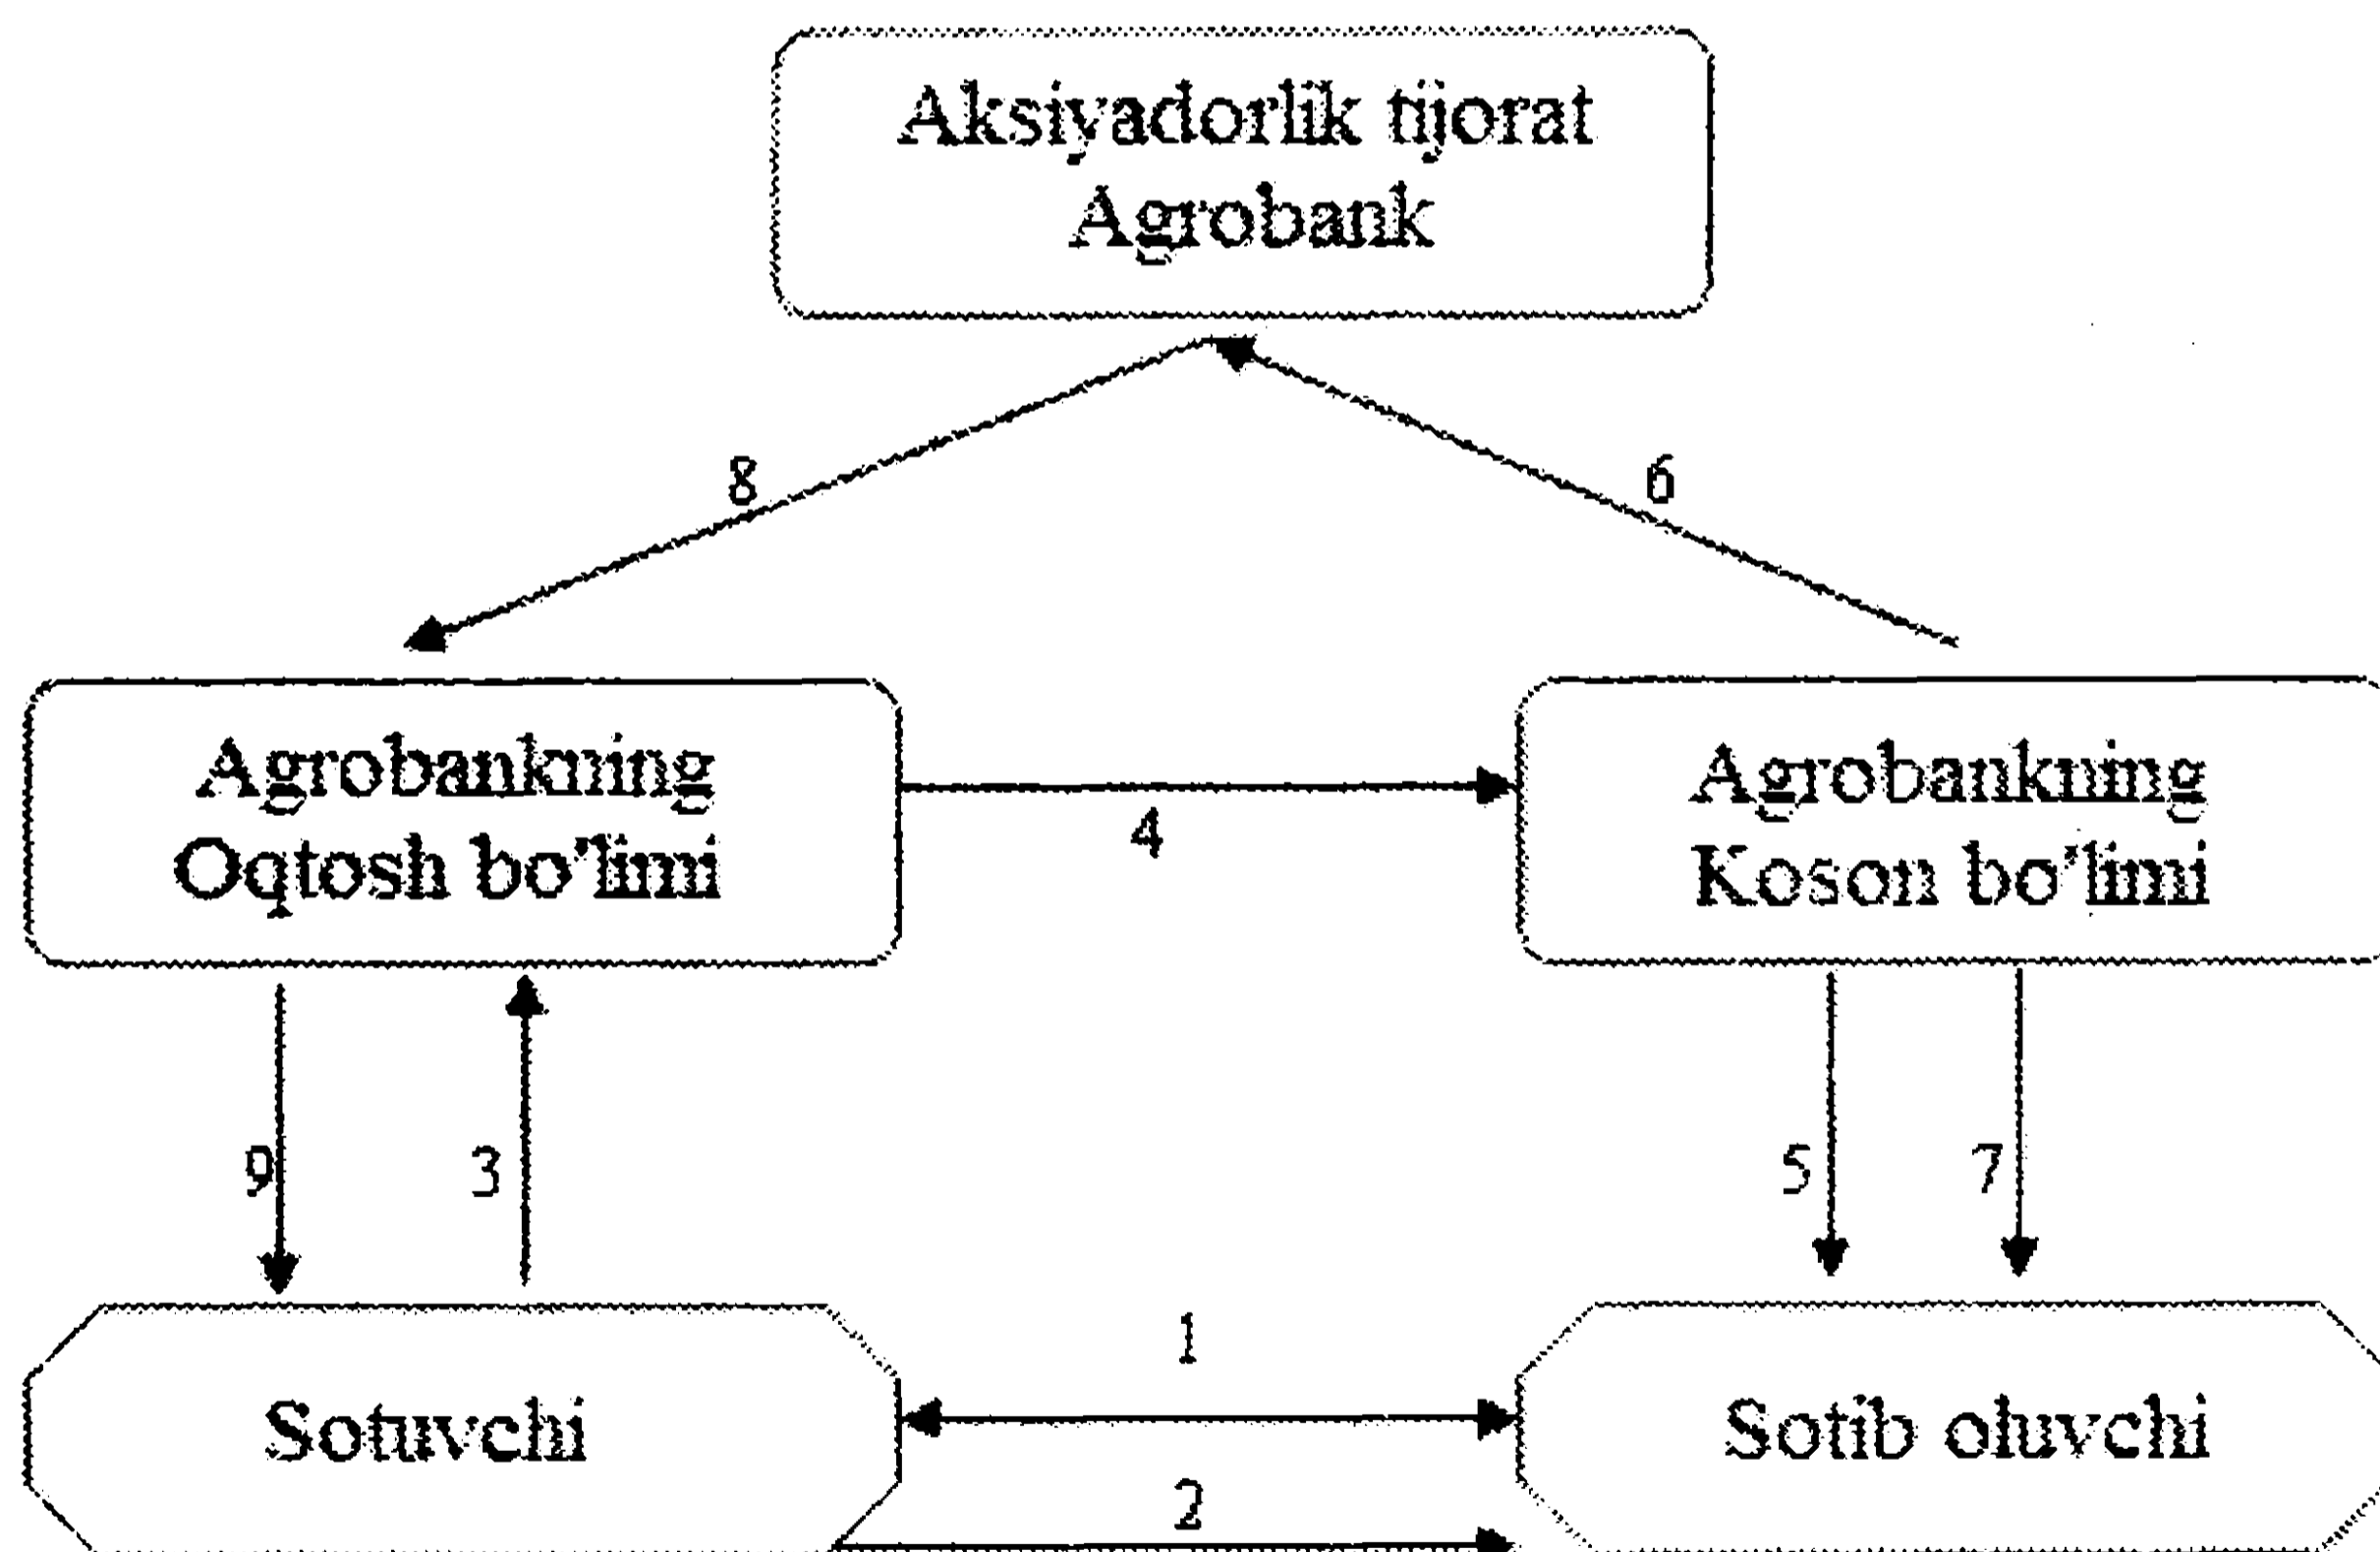 Aksiyadorlik tijorat
Agrobank
8
6
Agrobankning
Oqtosh bo'limi
4
Agrobankning
Koson bo'limi
9
3
5
7
1
Sotuvchi
Sotib oluvchi
2